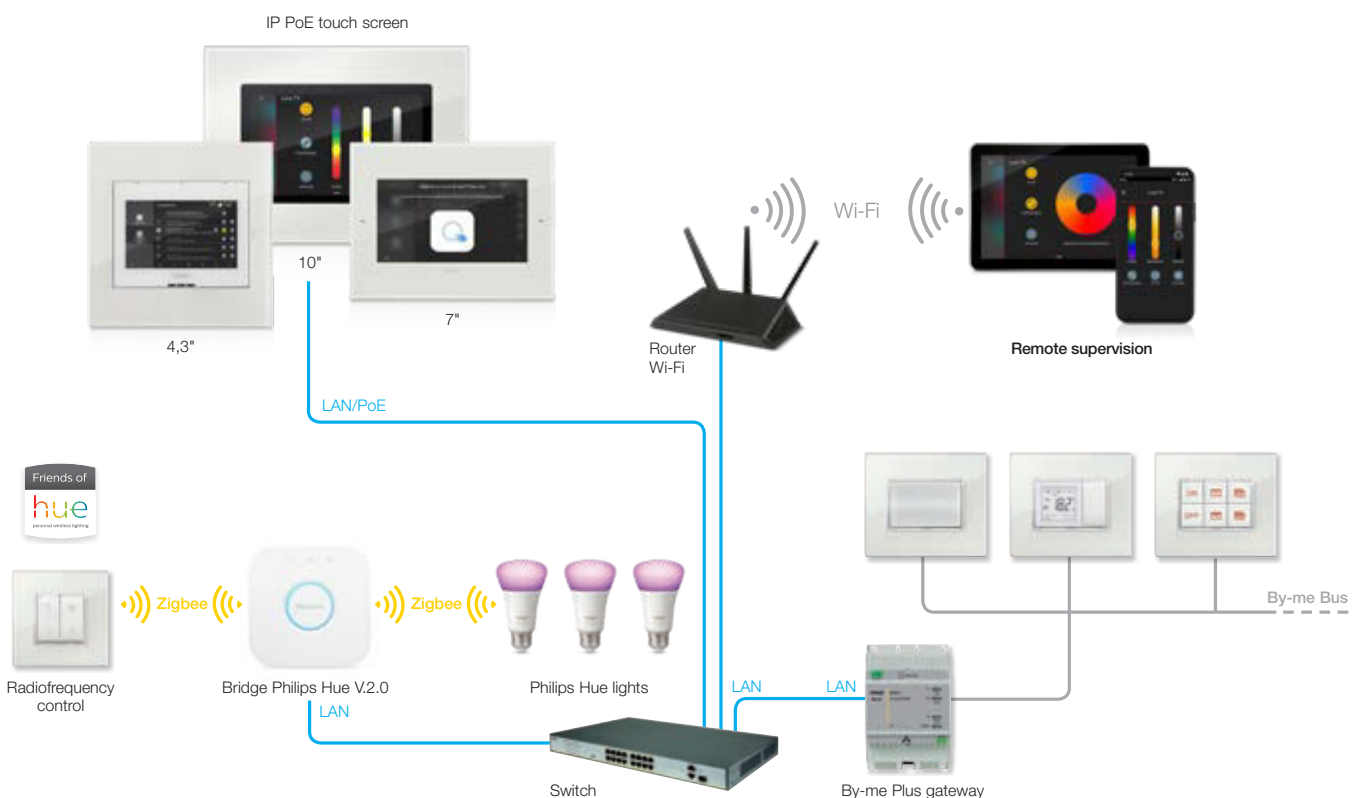 IP PoE touch screen
10"
7"
4,3"
Wi-Fi
Router
Wi-Fi
Remote supervision
LAN/PoE
Friends of
hue
personal wireless lighting
Zigbee
Zigbee
By-me Bus
Radiofrequency
control
Bridge Philips Hue V.2.0
Philips Hue lights
LAN
LAN
LAN
Switch
By-me Plus gateway